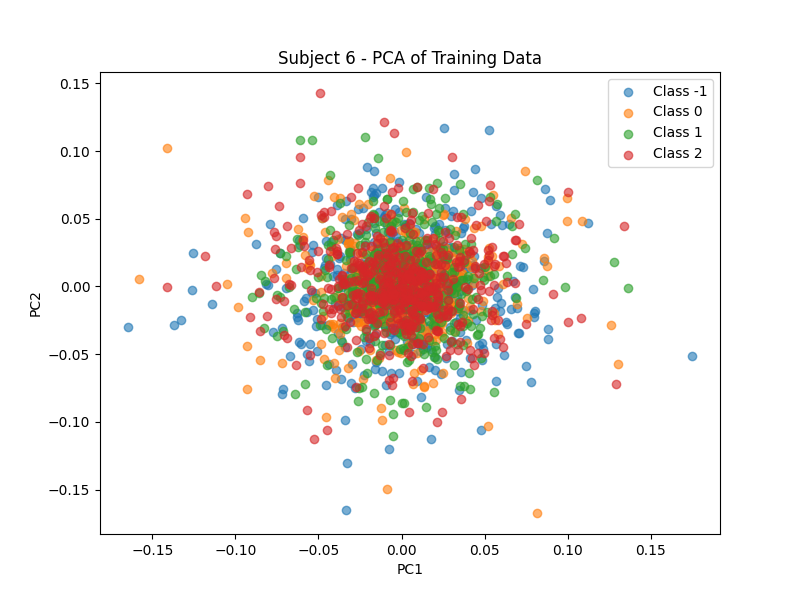 Subject 6 - PCA of Training Data
Class -1
Class 0
Class 1
Class 2
0.15
0.10
0.05
0.00
−0.05
−0.10
−0.15
PC2
−0.15
−0.10
−0.05
0.00
0.05
0.10
0.15
PC1